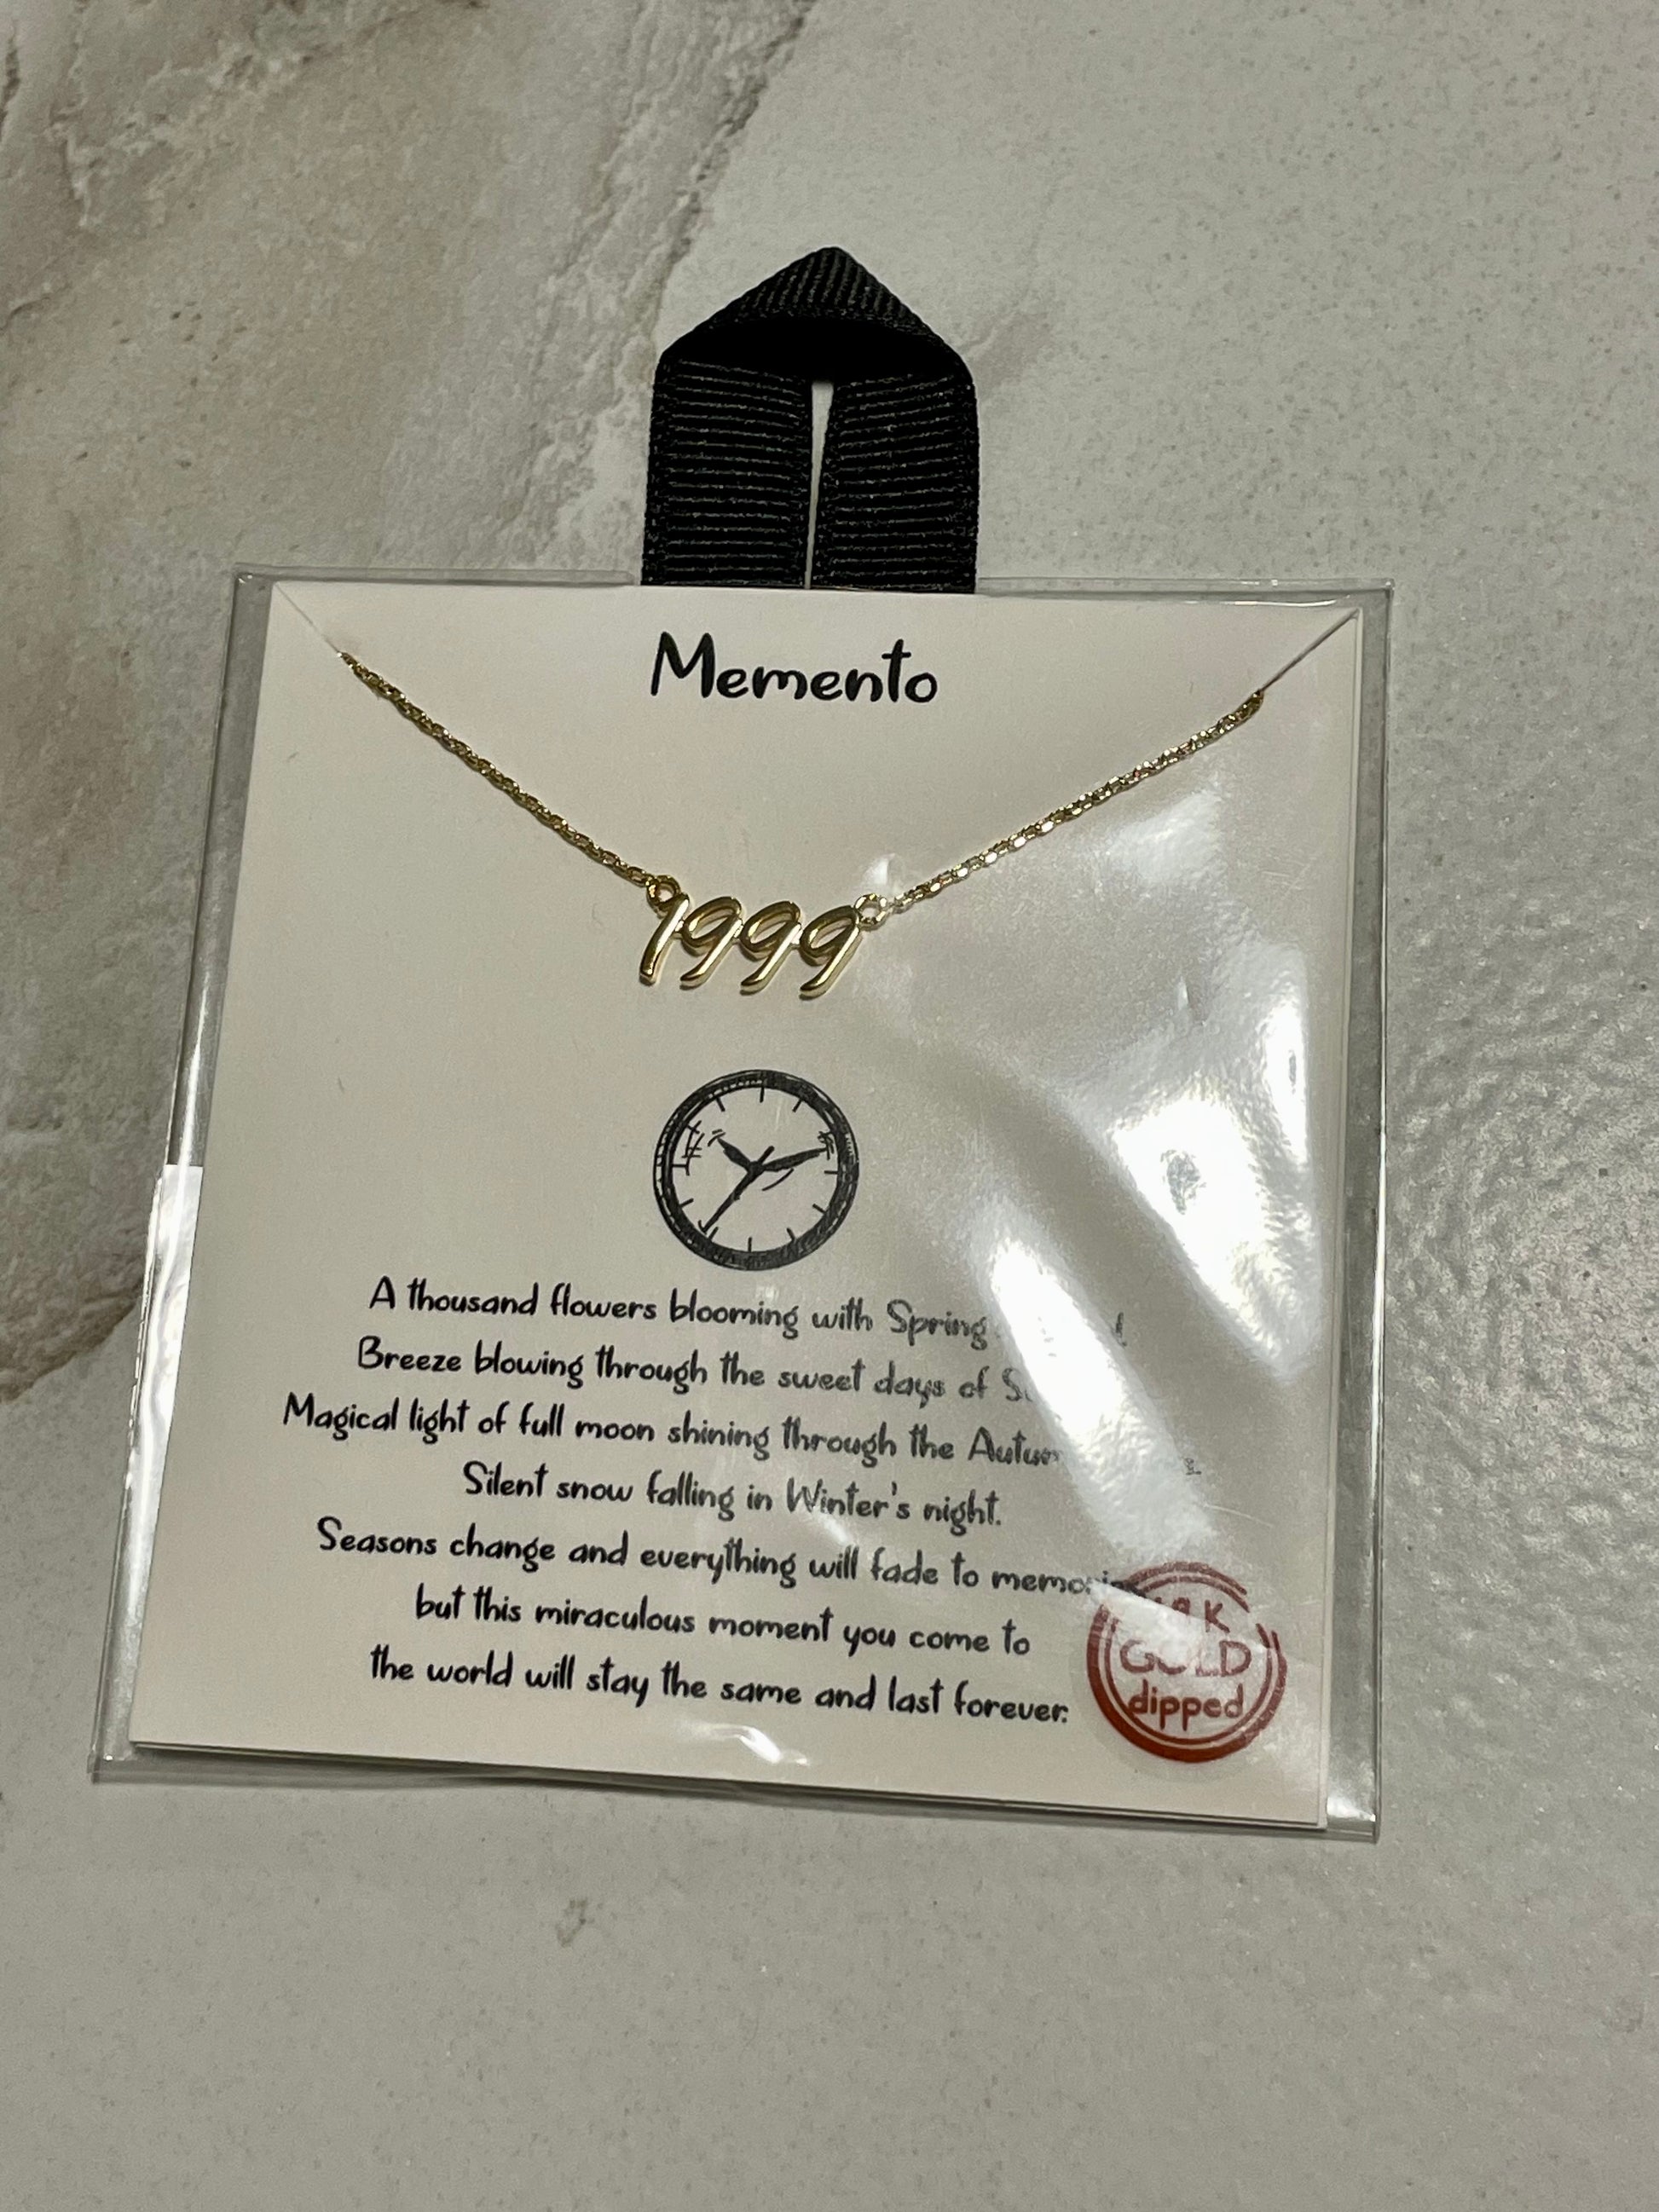 Memento
1999
A thousand flowers blooming with Spring
Breeze blowing through the sweet days of
Magical light of full moon shining through the
Silent snow falling in Winter's night.
Seasons change and everything will fade to
but this miraculous moment you come to
the world will stay the same and last forever.
GOLD
dipped